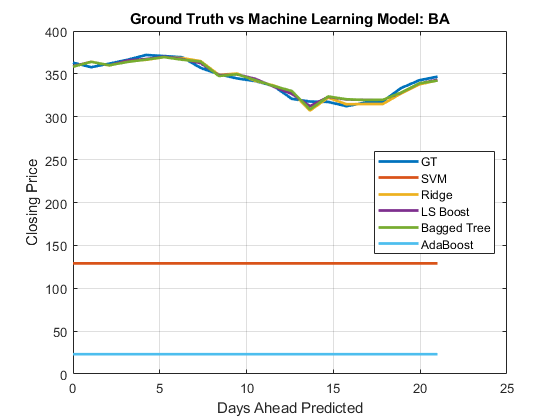 Ground Truth vs Machine Learning Model: BA
400
350
300
250
200
150
100
50
0
Closing Price
GT
SVM
Ridge
LS Boost
Bagged Tree
AdaBoost
0 5 10 15 20 25
Days Ahead Predicted